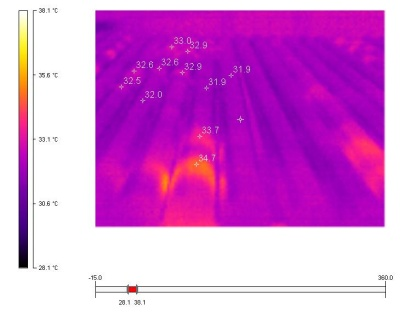 38.1 °C
35.6 °C
33.1 °C
30.6 °C
28.1 °C
33.0
32.9
32.6
32.6
32.9
31.9
32.5
31.9
32.0
33.7
34.7
-15.0
360.0
28.1 38.1